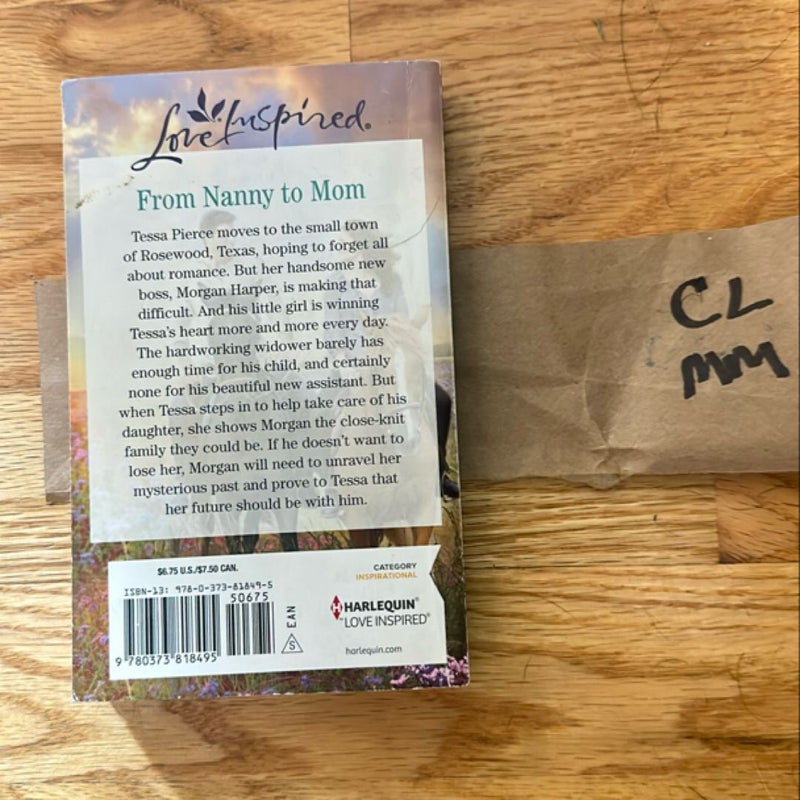 Love Inspired®
From Nanny to Mom
Tessa Pierce moves to the small town
of Rosewood, Texas, hoping to forget all
about romance. But her handsome new
boss, Morgan Harper, is making that
difficult. And his little girl is winning
Tessa's heart more and more every day.
The hardworking widower barely has
enough time for his child, and certainly
none for his beautiful new assistant. But
when Tessa steps in to help take care of his
daughter, she shows Morgan the close-knit
family they could be. If he doesn't want to
lose her, Morgan will need to unravel her
mysterious past and prove to Tessa that
her future should be with him.
$6.75 U.S./$7.50 CAN.
ISBN-13: 978-0-373-81849-5
50675
EAN
S
9 780373 818495
CATEGORY
INSPIRATIONAL
HARLEQUIN®
™LOVE INSPIRED®
harlequin.com
CL
MM